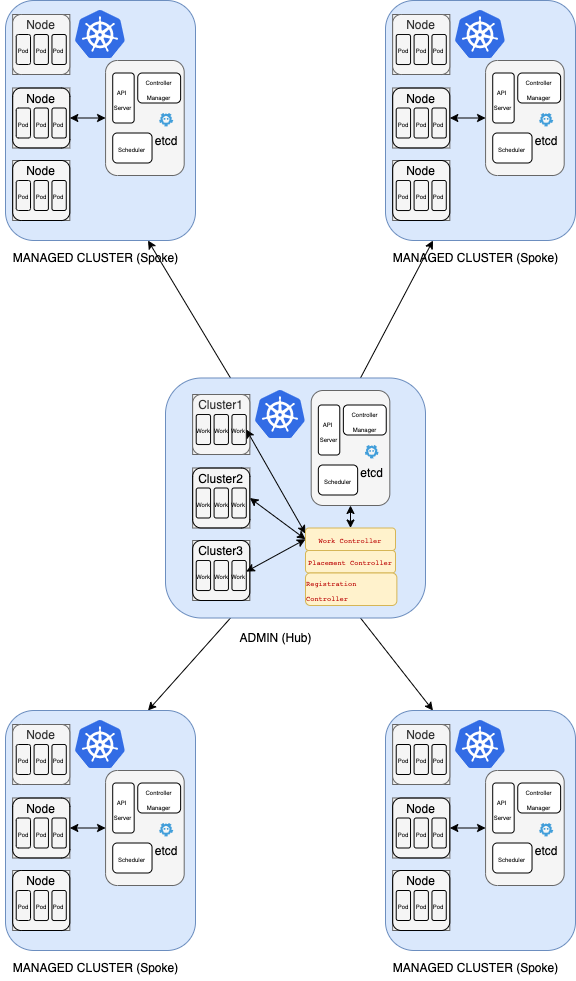 Node
Pod Pod Pod
API
Server
Controller
Manager
Node
Pod Pod Pod
etcd
Scheduler
Node
Pod Pod Pod
MANAGED CLUSTER (Spoke)
Node
Pod Pod Pod
API
Server
Controller
Manager
Node
Pod Pod Pod
etcd
Scheduler
Node
Pod Pod Pod
MANAGED CLUSTER (Spoke)
Cluster1
Work Work Work
API
Server
Controller
Manager
Cluster2
Work Work Work
etcd
Scheduler
Cluster3
Work Work Work
Work Controller
Placement Controller
Registration
Controller
ADMIN (Hub)
Node
Pod Pod Pod
API
Server
Controller
Manager
Node
Pod Pod Pod
etcd
Scheduler
Node
Pod Pod Pod
MANAGED CLUSTER (Spoke)
Node
Pod Pod Pod
API
Server
Controller
Manager
Node
Pod Pod Pod
etcd
Scheduler
Node
Pod Pod Pod
MANAGED CLUSTER (Spoke)